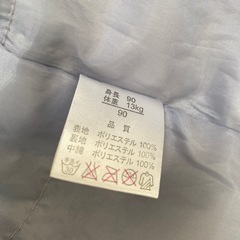 身長 90
体重 13kg
90
品質
表地 ポリエステル 100%
裏地 ポリエステル 100%
中綿 ポリエステル 100%